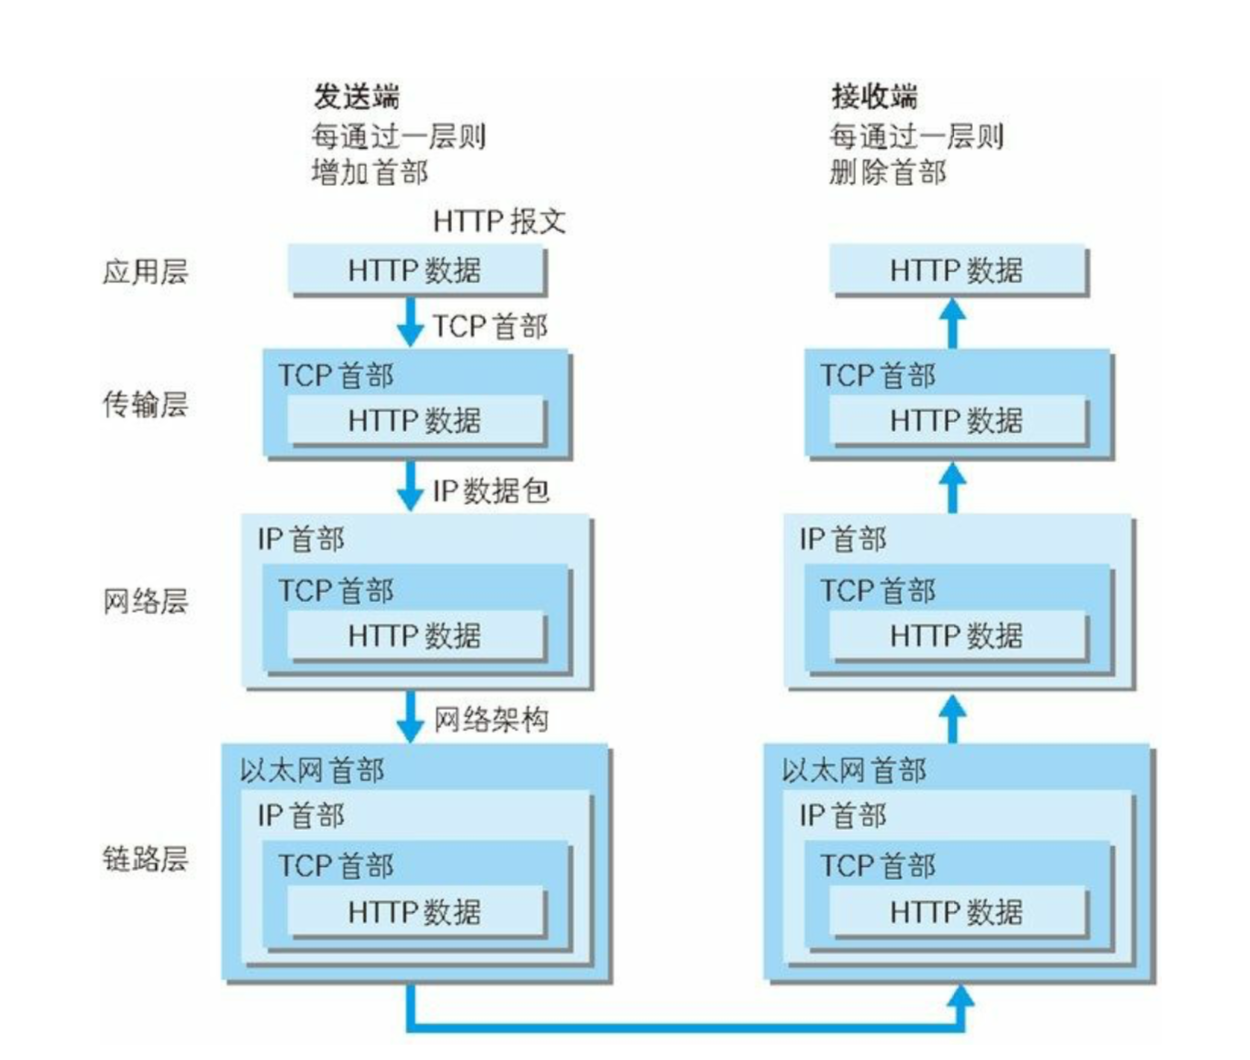 发送端
每通过一层则
增加首部
接收端
每通过一层则
删除首部
HTTP 报文
应用层
HTTP 数据
HTTP 数据
TCP 首部
传输层
TCP 首部
HTTP 数据
TCP 首部
HTTP 数据
IP 数据包
网络层
IP 首部
TCP 首部
HTTP 数据
IP 首部
TCP 首部
HTTP 数据
网络架构
链路层
以太网首部
IP 首部
TCP 首部
HTTP 数据
以太网首部
IP 首部
TCP 首部
HTTP 数据